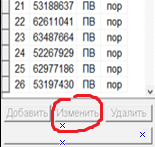 21 53188637 ПВ пор
22 62611041 ПВ пор
23 63487664 ПВ пор
24 52267929 ПВ пор
25 62977186 ПВ пор
26 53197430 ПВ пор
Добавить Изменить Удалить